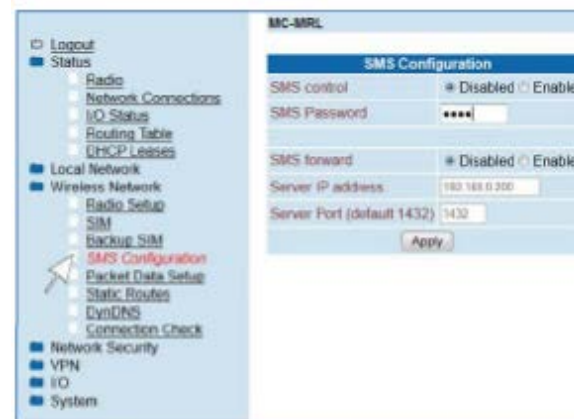 MC-MRL
Logout
Status
Radio
Network Connections
I/O Status
Routing Table
DHCP Leases
Local Network
Wireless Network
Radio Setup
SIM
Backup SIM
SMS Configuration
Packet Data Setup
Static Routes
DynDNS
Connection Check
Network Security
VPN
I/O
System
SMS Configuration
SMS control Disabled Enable
SMS Password ••••
SMS forward Disabled Enable
Server IP address 192.168.0.200
Server Port (default 1432) 1432
Apply